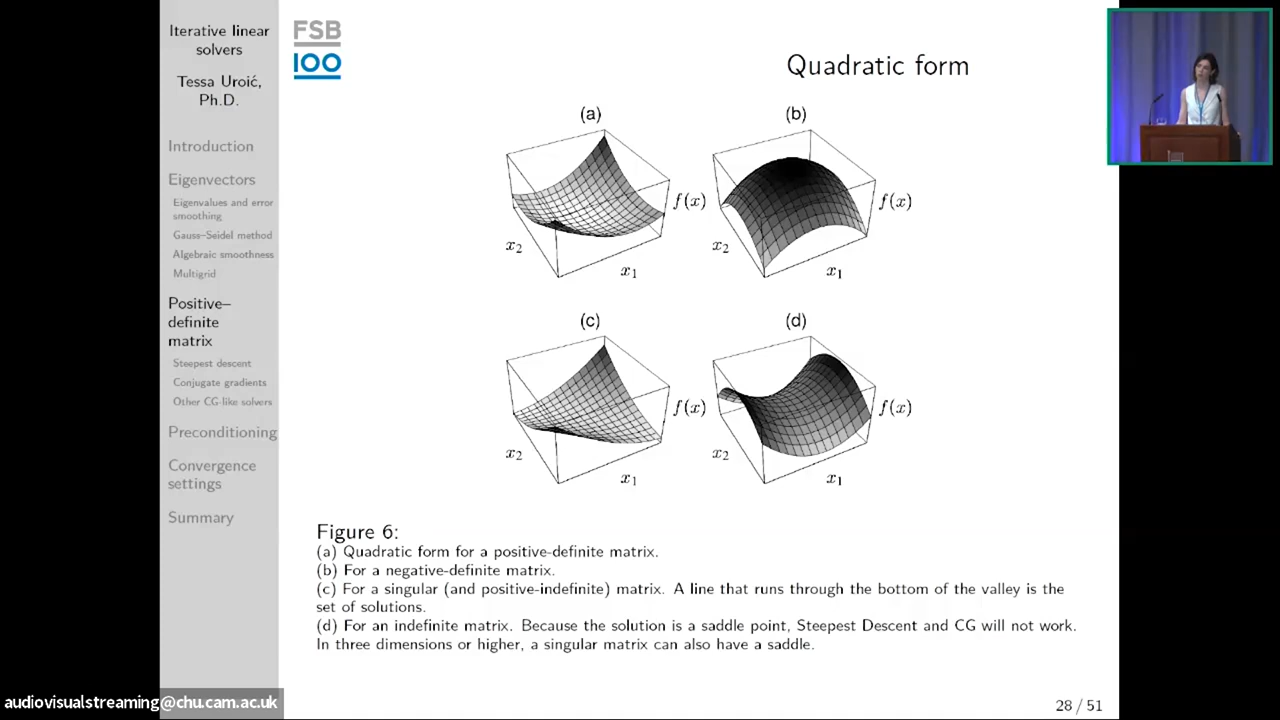 Iterative linear
solvers
Tessa Uroić,
Ph.D.
Introduction
Eigenvectors
Eigenvalues and error
smoothing
Gauss–Seidel method
Algebraic smoothness
Multigrid
Positive–
definite
matrix
Steepest descent
Conjugate gradients
Other CG-like solvers
Preconditioning
Convergence
settings
Summary
FSB
100
Quadratic form
(a)
(b)
f(x)
f(x)
x2
x1
x2
x1
(c)
(d)
f(x)
f(x)
x2
x1
x2
x1
Figure 6:
(a) Quadratic form for a positive-definite matrix.
(b) For a negative-definite matrix.
(c) For a singular (and positive-indefinite) matrix. A line that runs through the bottom of the valley is the
set of solutions.
(d) For an indefinite matrix. Because the solution is a saddle point, Steepest Descent and CG will not work.
In three dimensions or higher, a singular matrix can also have a saddle.
audiovisualstreaming@chu.cam.ac.uk
28 / 51